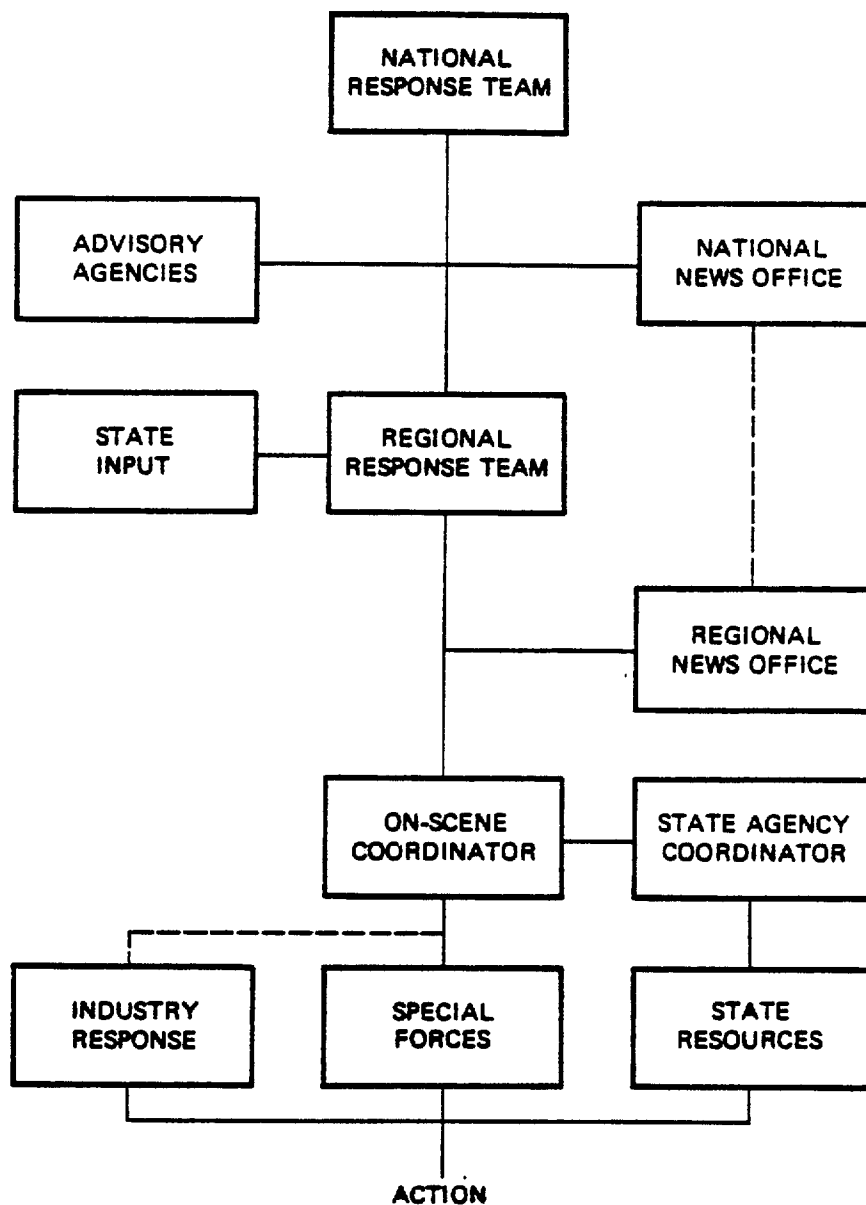 NATIONAL
RESPONSE TEAM
ADVISORY
AGENCIES
NATIONAL
NEWS OFFICE
STATE
INPUT
REGIONAL
RESPONSE TEAM
REGIONAL
NEWS OFFICE
ON-SCENE
COORDINATOR
STATE AGENCY
COORDINATOR
INDUSTRY
RESPONSE
SPECIAL
FORCES
STATE
RESOURCES
ACTION